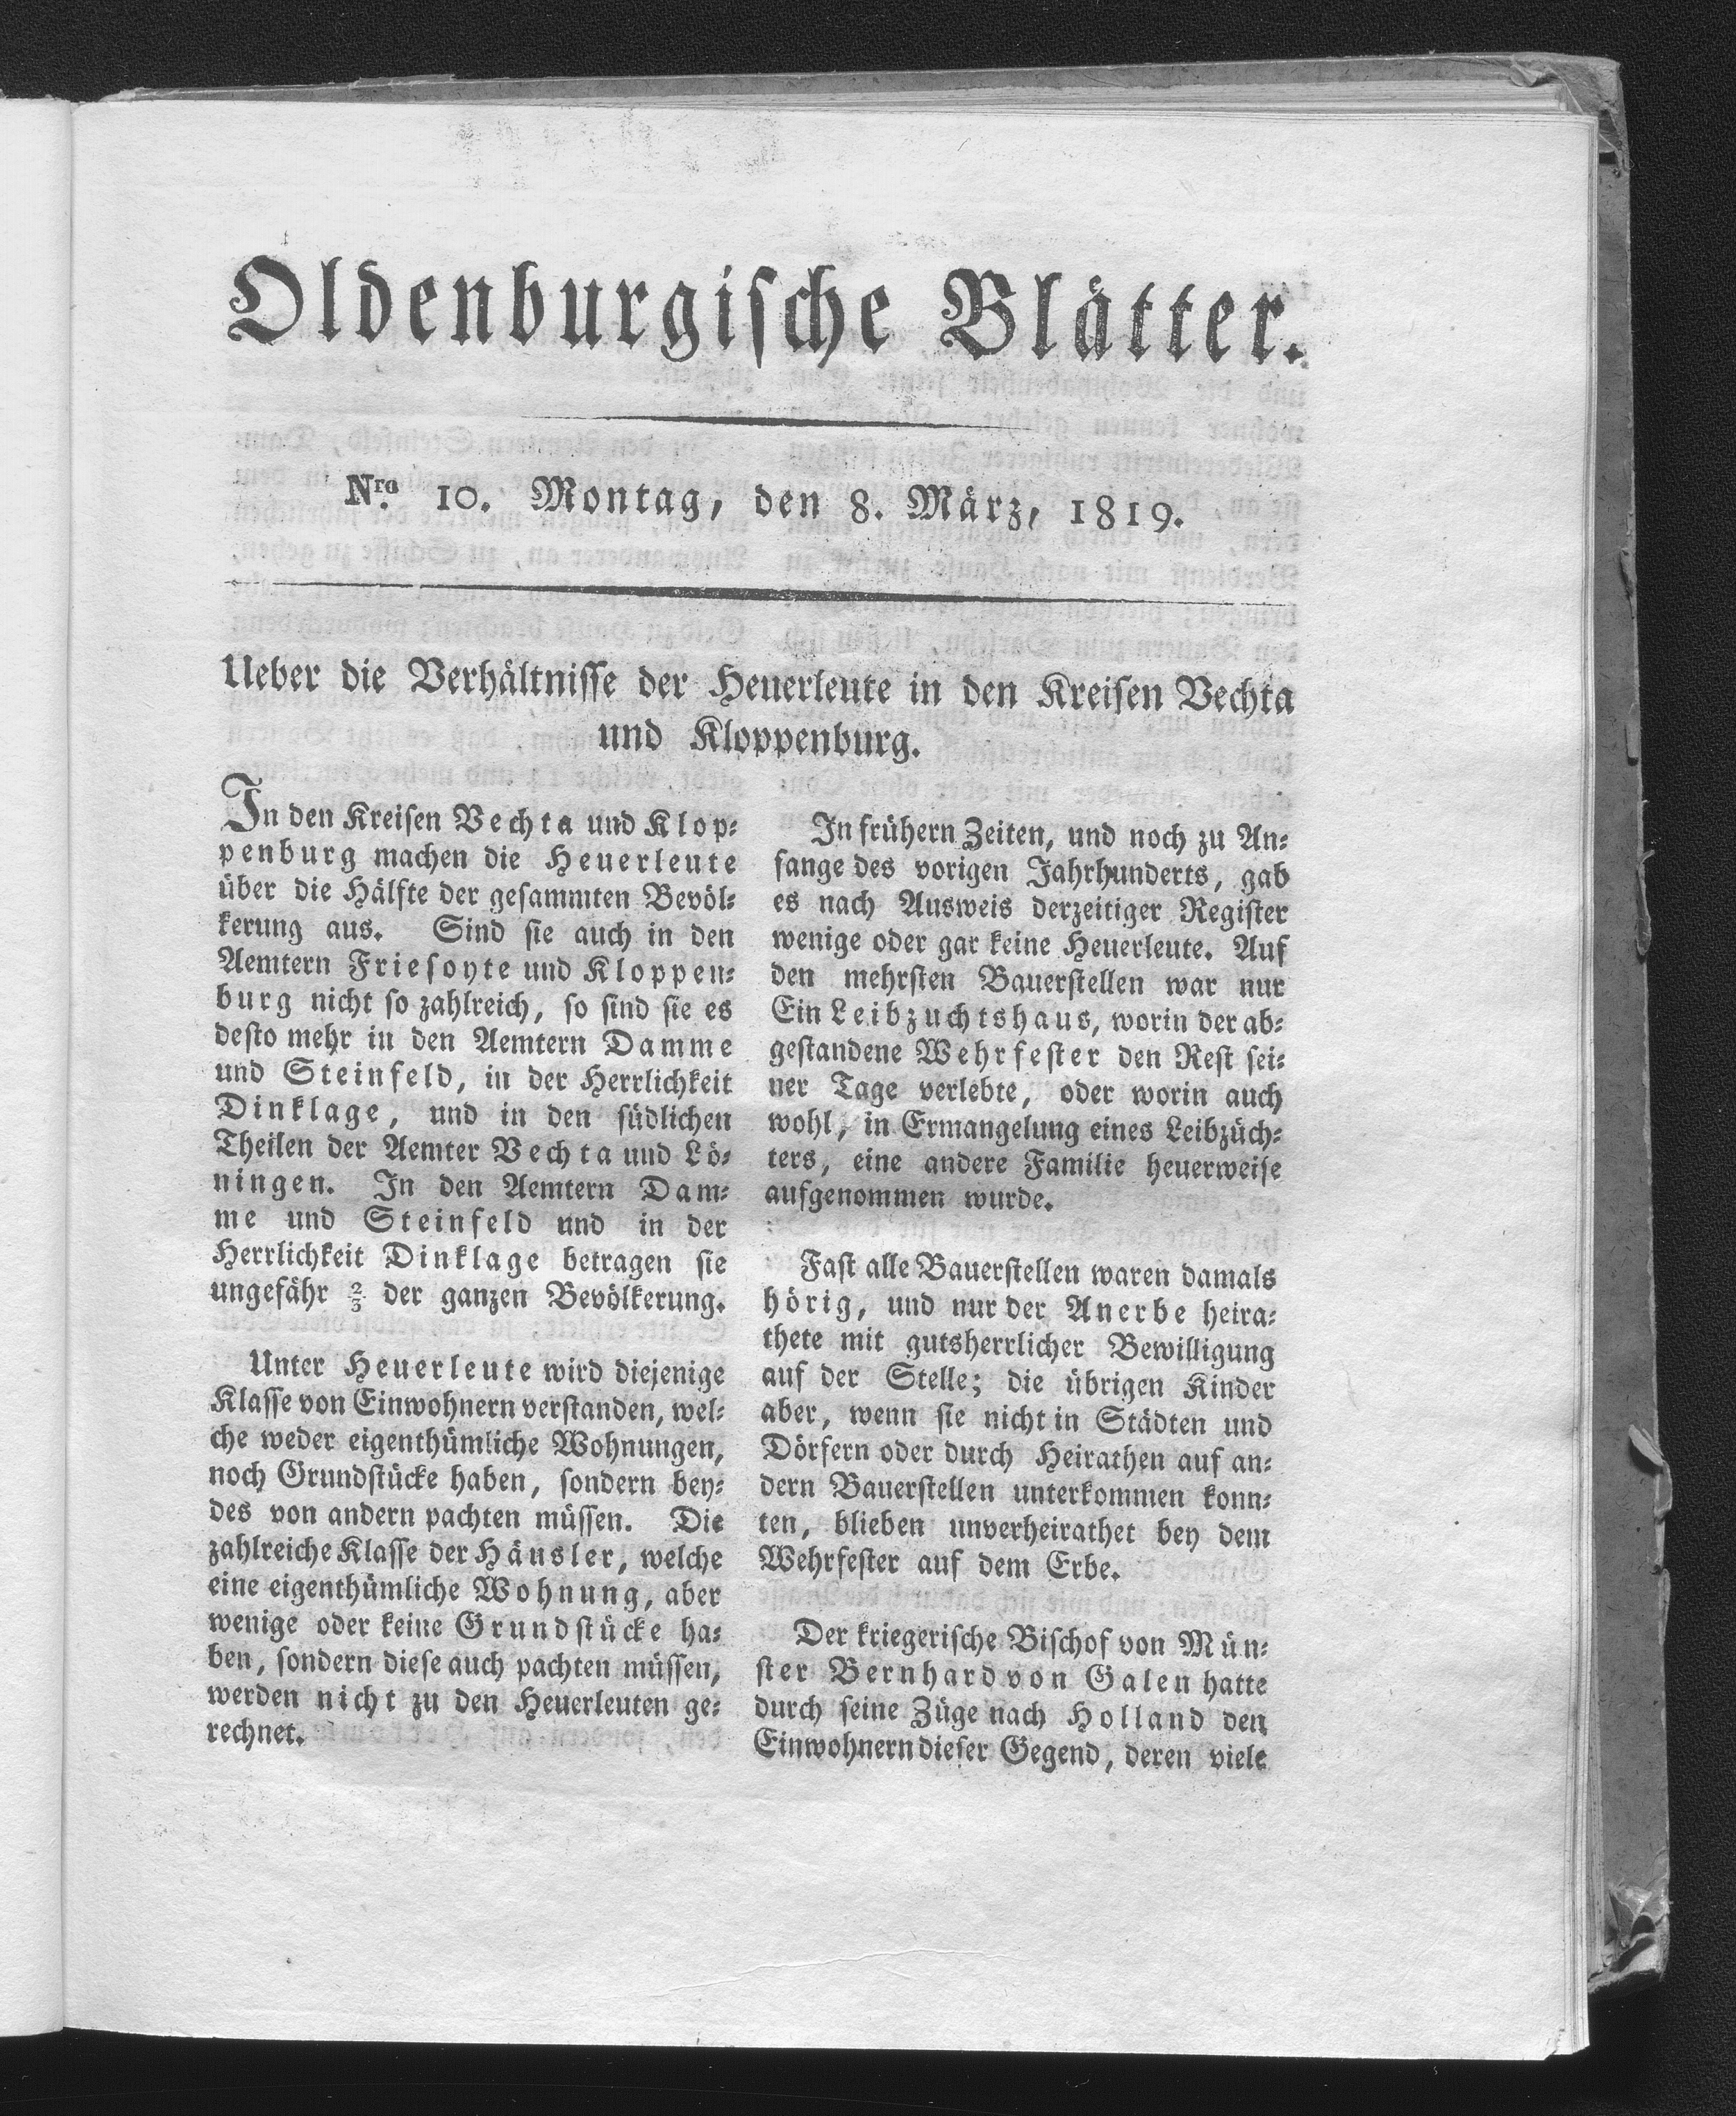 Oldenburgische Blätter.
Nro. 10. Montag, den 8. März, 1819.
Ueber die Verhältnisse der Heuerleute in den Kreisen Vechta
und Kloppenburg.
In den Kreisen Vechta und Klop-
penburg machen die Heuerleute
über die Hälfte der gesammten Bevöl-
kerung aus. Sind sie auch in den
Aemtern Friesoyte und Kloppen-
burg nicht so zahlreich, so sind sie es
desto mehr in den Aemtern Damme
und Steinfeld, in der Herrlichkeit
Dinklage, und in den südlichen
Theilen der Aemter Vechta und Lö-
ningen. In den Aemtern Dam-
me und Steinfeld und in der
Herrlichkeit Dinklage betragen sie
ungefähr 2/3 der ganzen Bevölkerung.
Unter Heuerleute wird diejenige
Klasse von Einwohnern verstanden, wel-
che weder eigenthümliche Wohnungen,
noch Grundstücke haben, sondern bey-
des von andern pachten müssen. Die
zahlreiche Klasse der Häusler, welche
eine eigenthümliche Wohnung, aber
wenige oder keine Grundstücke ha-
ben, sondern diese auch pachten müssen,
werden nicht zu den Heuerleuten ge-
rechnet.
In frühern Zeiten, und noch zu An-
fange des vorigen Jahrhunderts, gab
es nach Ausweis derzeitiger Register
wenige oder gar keine Heuerleute. Auf
den mehrsten Bauerstellen war nur
Ein Leibzuchtshaus, worin der ab-
gestandene Wehrfester den Rest sei-
ner Tage verlebte, oder worin auch
wohl, in Ermangelung eines Leibzüch-
ters, eine andere Familie heuerweise
aufgenommen wurde.
Fast alle Bauerstellen waren damals
hörig, und nur der Anerbe heira-
thete mit gutsherrlicher Bewilligung
auf der Stelle; die übrigen Kinder
aber, wenn sie nicht in Städten und
Dörfern oder durch Heirathen auf an-
dern Bauerstellen unterkommen konn-
ten, blieben unverheirathet bey dem
Wehrfester auf dem Erbe.
Der kriegerische Bischof von Mün-
ster Bernhard von Galen hatte
durch seine Züge nach Holland den
Einwohnern dieser Gegend, deren viele